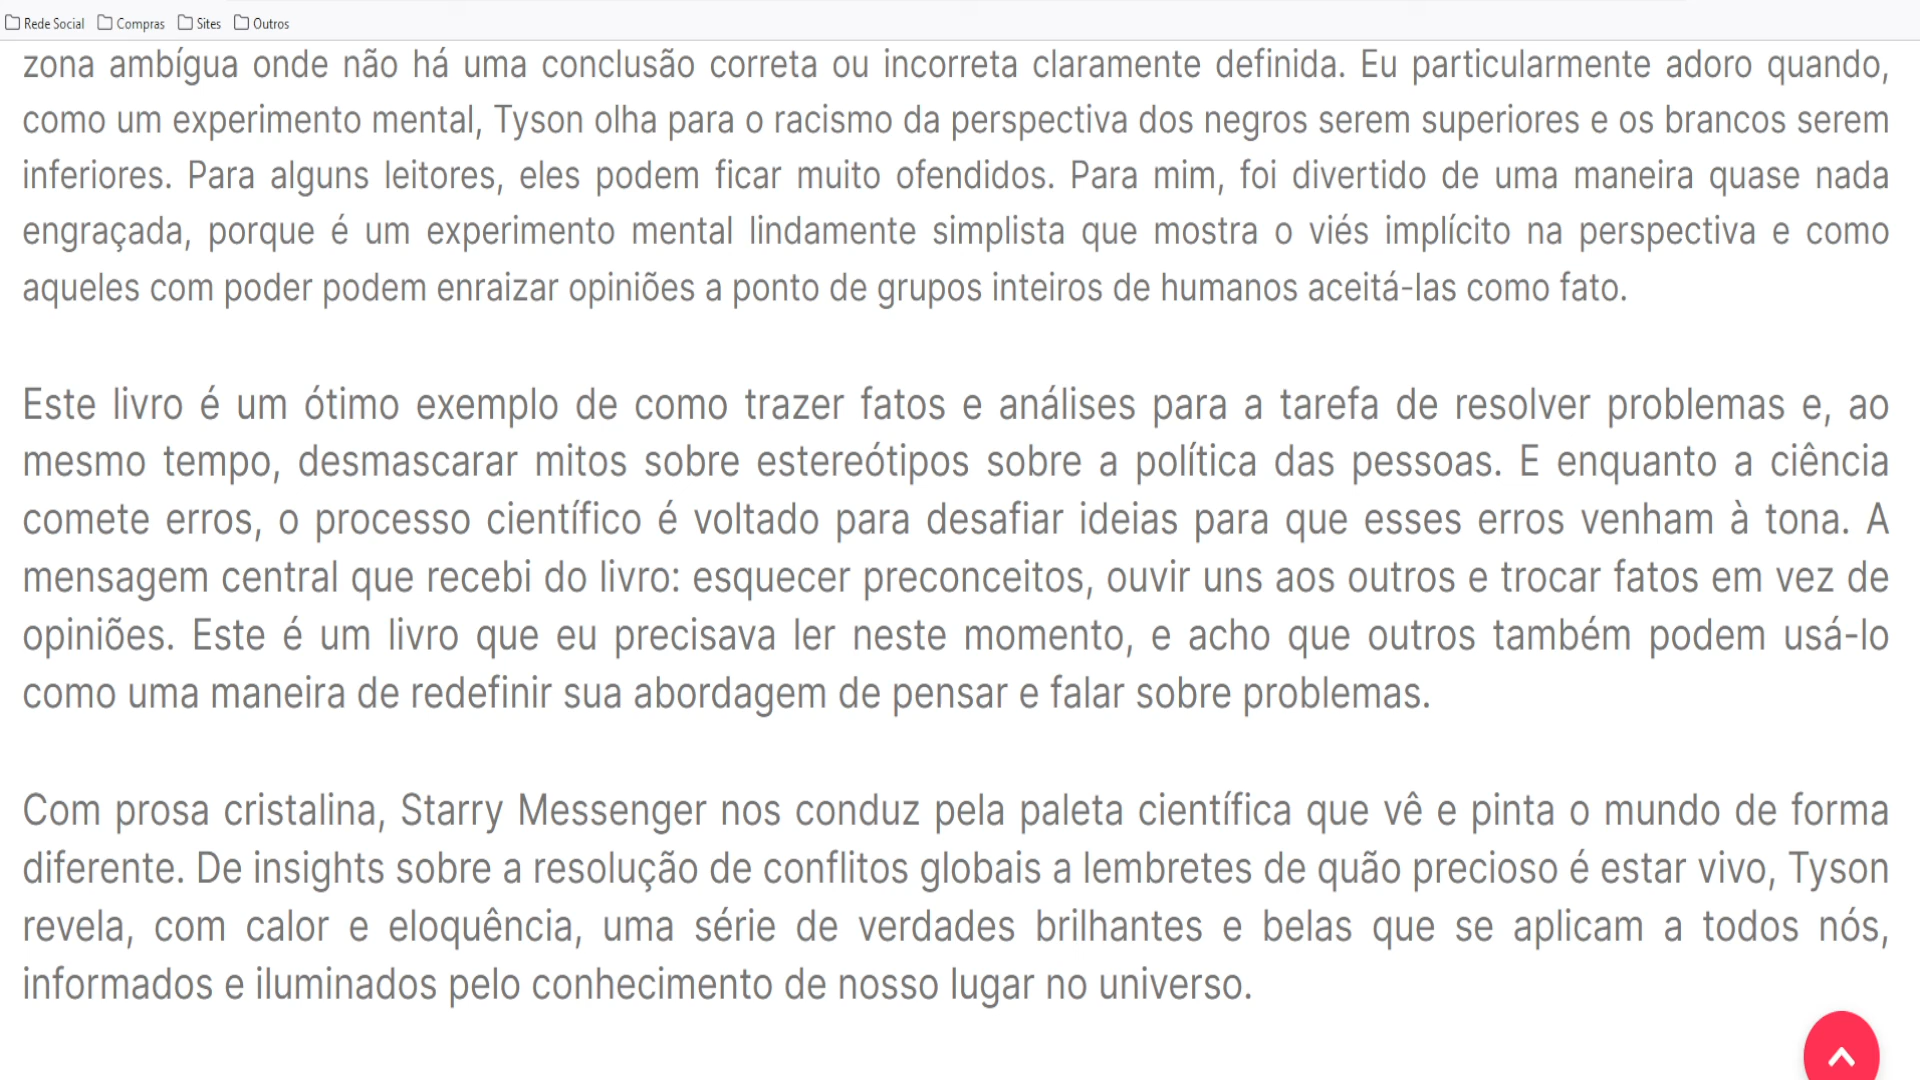 Rede Social Compras Sites Outros
zona ambígua onde não há uma conclusão correta ou incorreta claramente definida. Eu particularmente adoro quando,
como um experimento mental, Tyson olha para o racismo da perspectiva dos negros serem superiores e os brancos serem
inferiores. Para alguns leitores, eles podem ficar muito ofendidos. Para mim, foi divertido de uma maneira quase nada
engraçada, porque é um experimento mental lindamente simplista que mostra o viés implícito na perspectiva e como
aqueles com poder podem enraizar opiniões a ponto de grupos inteiros de humanos aceitá-las como fato.
Este livro é um ótimo exemplo de como trazer fatos e análises para a tarefa de resolver problemas e, ao
mesmo tempo, desmascarar mitos sobre estereótipos sobre a política das pessoas. E enquanto a ciência
comete erros, o processo científico é voltado para desafiar ideias para que esses erros venham à tona. A
mensagem central que recebi do livro: esquecer preconceitos, ouvir uns aos outros e trocar fatos em vez de
opiniões. Este é um livro que eu precisava ler neste momento, e acho que outros também podem usá-lo
como uma maneira de redefinir sua abordagem de pensar e falar sobre problemas.
Com prosa cristalina, Starry Messenger nos conduz pela paleta científica que vê e pinta o mundo de forma
diferente. De insights sobre a resolução de conflitos globais a lembretes de quão precioso é estar vivo, Tyson
revela, com calor e eloquência, uma série de verdades brilhantes e belas que se aplicam a todos nós,
informados e iluminados pelo conhecimento de nosso lugar no universo.